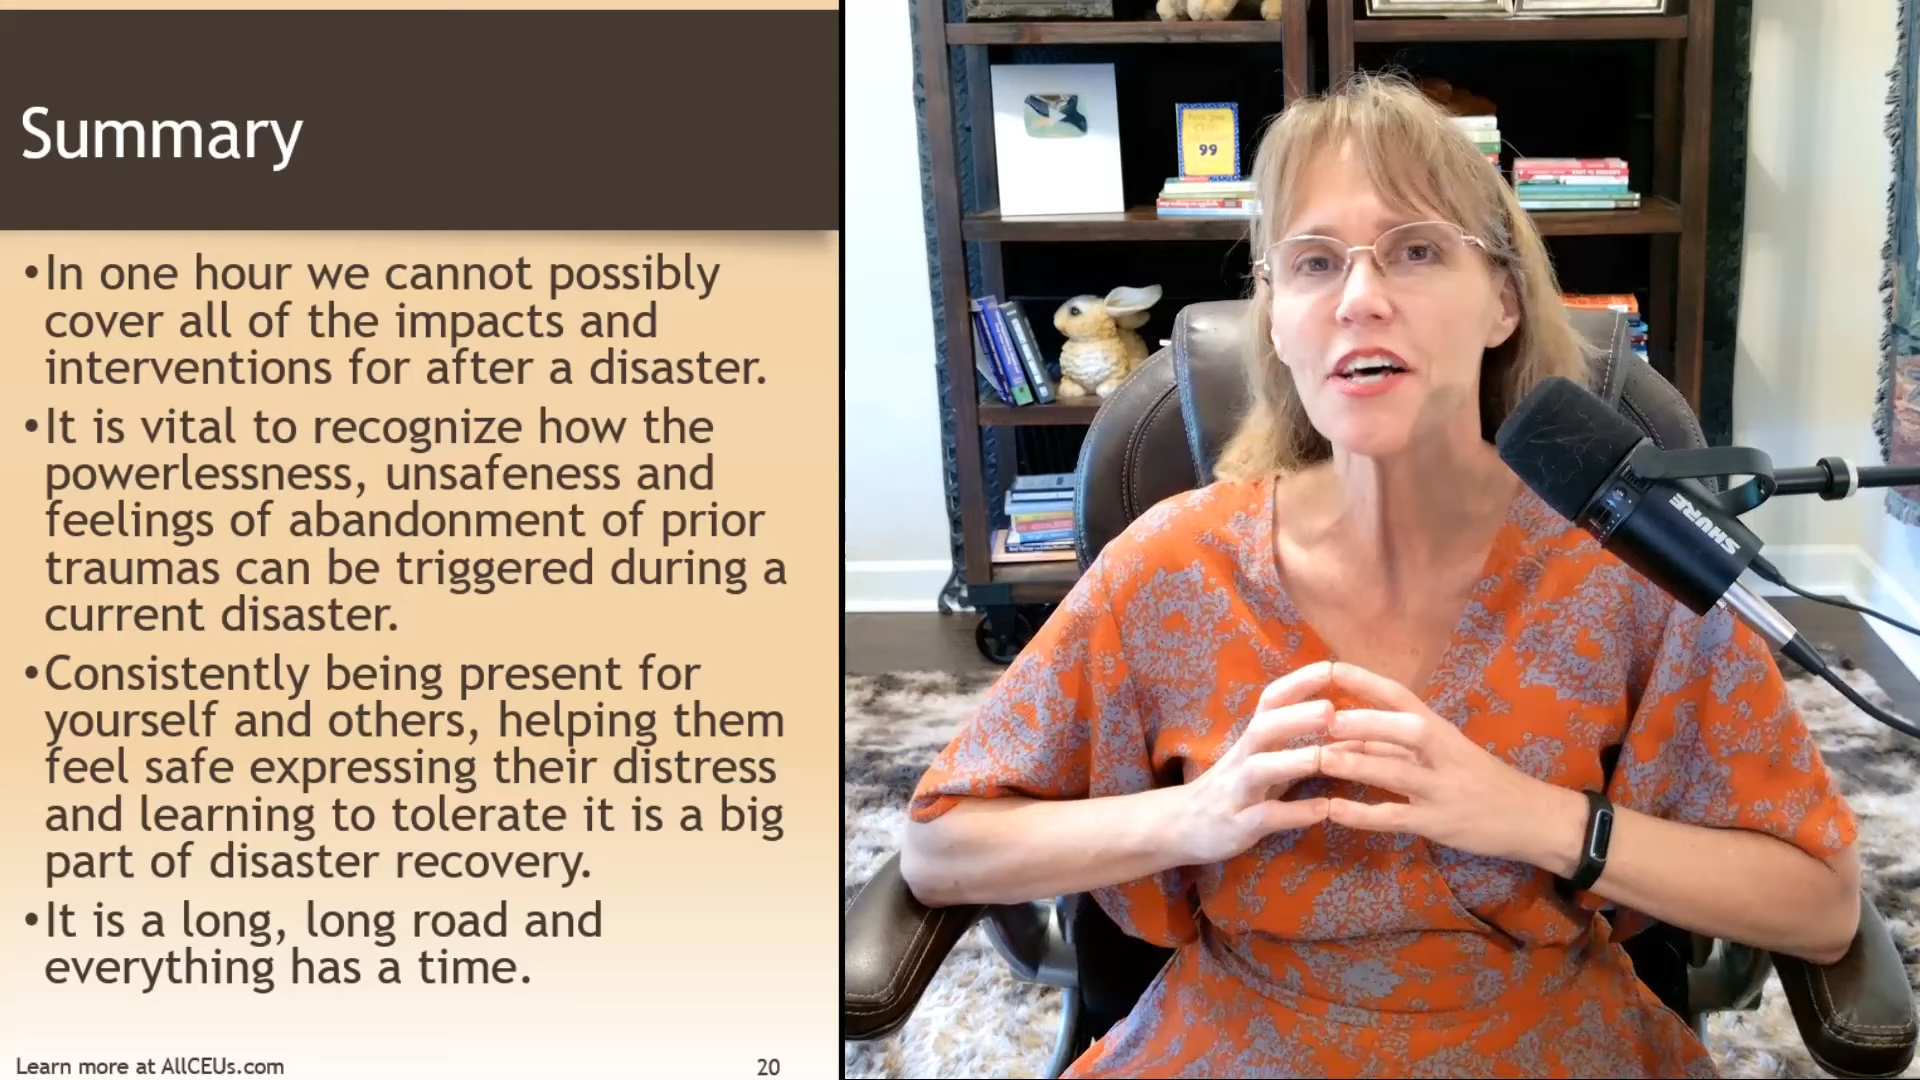 Summary
•In one hour we cannot possibly
cover all of the impacts and
interventions for after a disaster.
•It is vital to recognize how the
powerlessness, unsafeness and
feelings of abandonment of prior
traumas can be triggered during a
current disaster.
•Consistently being present for
yourself and others, helping them
feel safe expressing their distress
and learning to tolerate it is a big
part of disaster recovery.
•It is a long, long road and
everything has a time.
Learn more at AllCEUs.com
20
99
SHURE